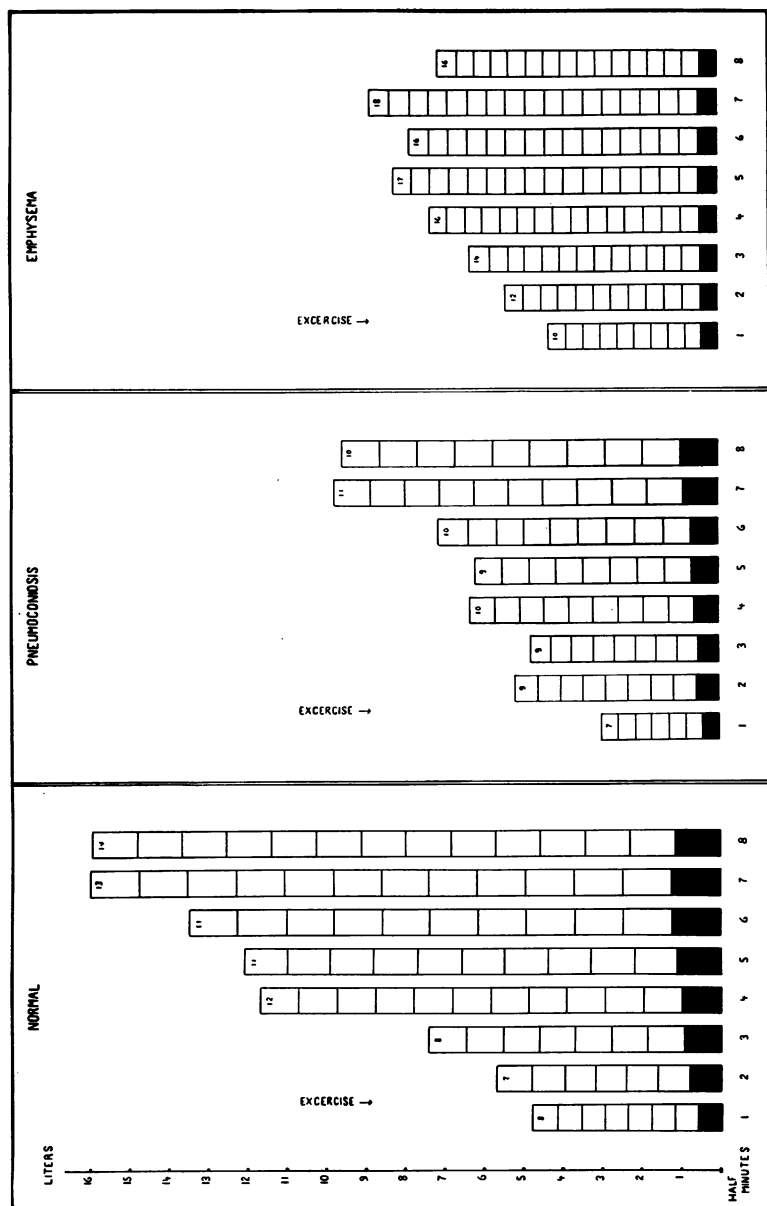 NORMAL
PNEUMOCONIOSIS
EMPHYSEMA
LITERS
16
15
14
13
12
11
10
9
8
7
6
5
4
3
2
1
EXCERCISE →
8 7 8 12 11 11 13 14
EXCERCISE →
7 9 9 10 9 10 11 10
EXCERCISE →
10 12 14 16 17 16 18 16
HALF MINUTES
1 2 3 4 5 6 7 8
1 2 3 4 5 6 7 8
1 2 3 4 5 6 7 8